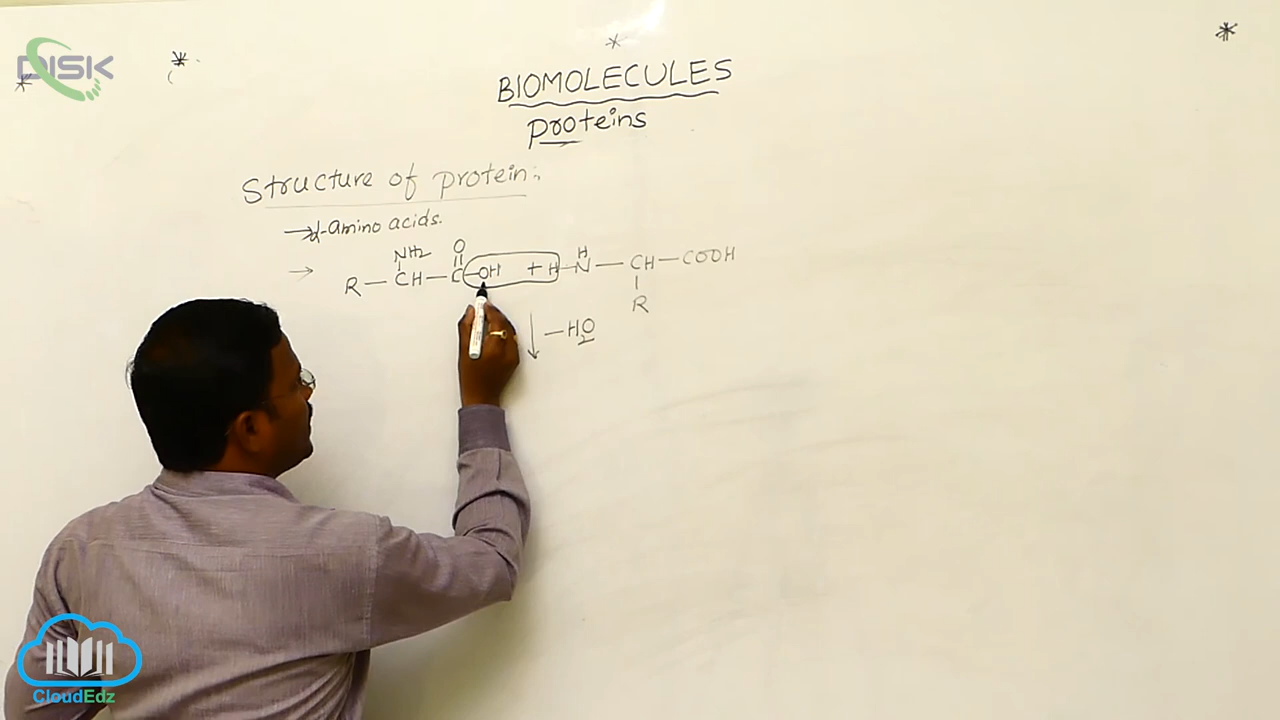 DISK
BIOMOLECULES
proteins
Structure of protein:
→ α-amino acids.
NH2 O H
→ R — CH — C — OH + H — N — CH — COOH
R
— H2O
CloudEdz